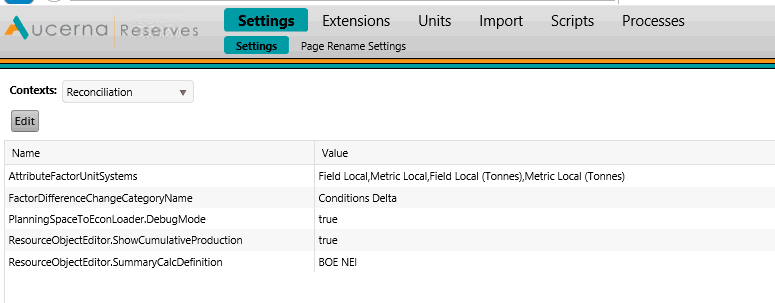 Aucerna Reserves
Settings Extensions Units Import Scripts Processes
Settings Page Rename Settings
Contexts: Reconciliation
Edit
Name Value
AttributeFactorUnitSystems Field Local,Metric Local,Field Local (Tonnes),Metric Local (Tonnes)
FactorDifferenceChangeCategoryName Conditions Delta
PlanningSpaceToEconLoader.DebugMode true
ResourceObjectEditor.ShowCumulativeProduction true
ResourceObjectEditor.SummaryCalcDefinition BOE NEI